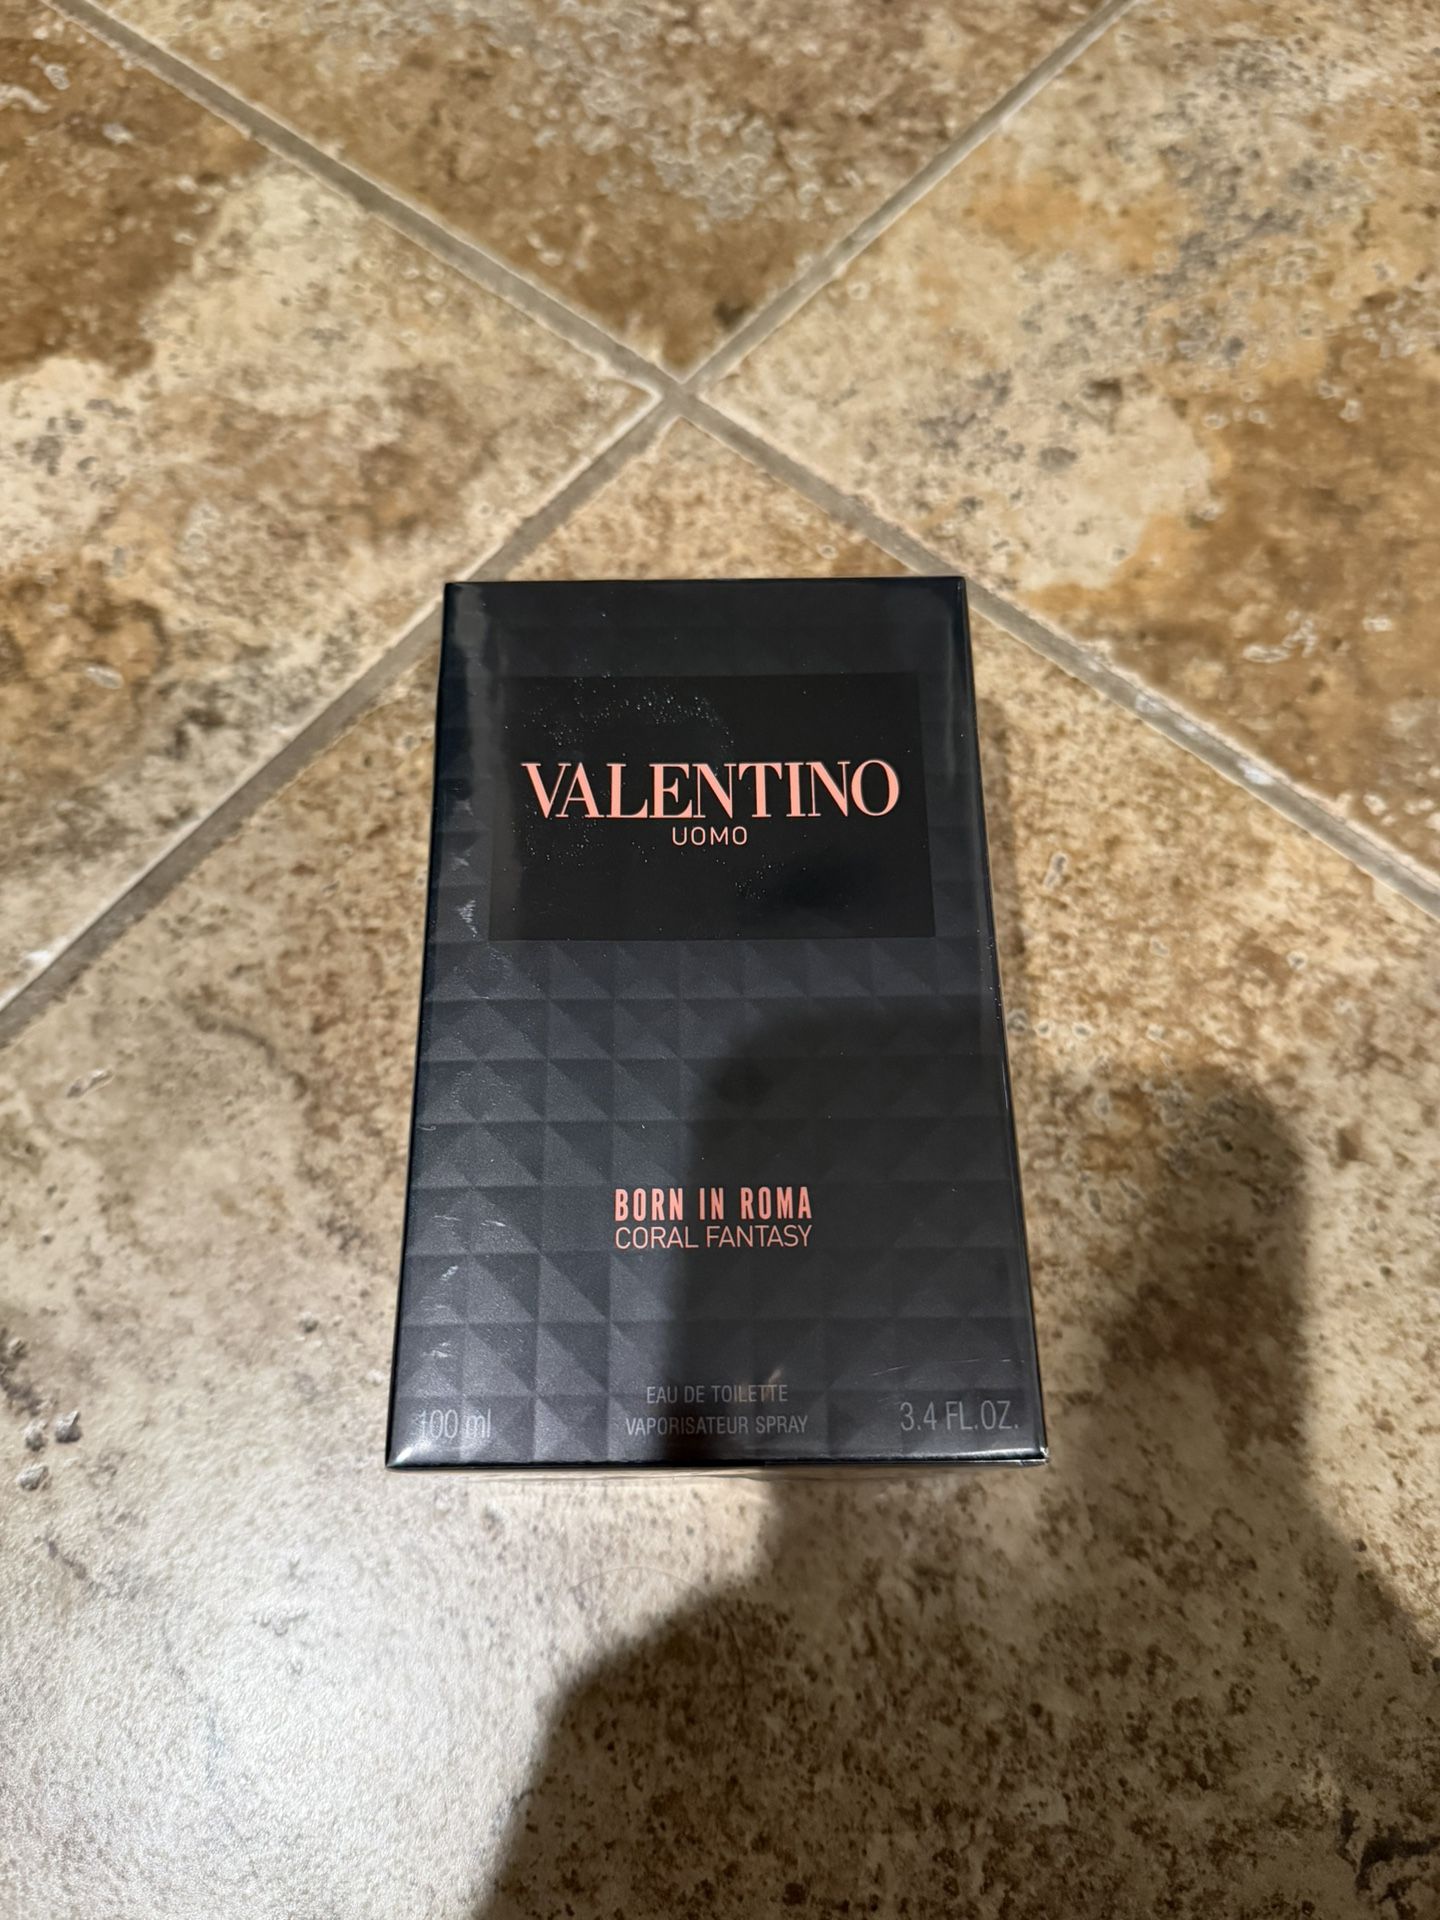 VALENTINO
UOMO
BORN IN ROMA
CORAL FANTASY
EAU DE TOILETTE
100 ml VAPORISATEUR SPRAY 3.4 FL.OZ.